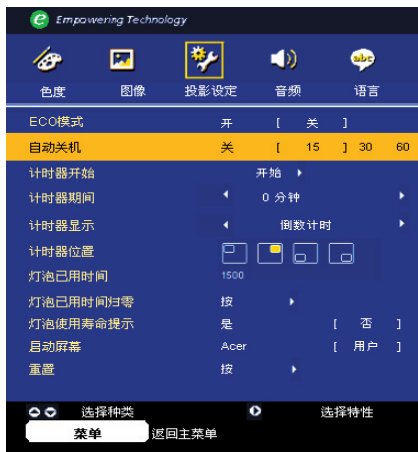 e Empowering Technology
abc
色度 图像 投影设定 音频 语言
ECO模式 开 [ 关 ]
自动关机 关 [ 15 ] 30 60
计时器开始 开始
计时器期间 0 分钟
计时器显示 倒数计时
计时器位置
灯泡已用时间 1500
灯泡已用时间归零 按
灯泡使用寿命提示 是 [ 否 ]
启动屏幕 Acer [ 用户 ]
重置 按
选择种类 选择特性
菜单 返回主菜单